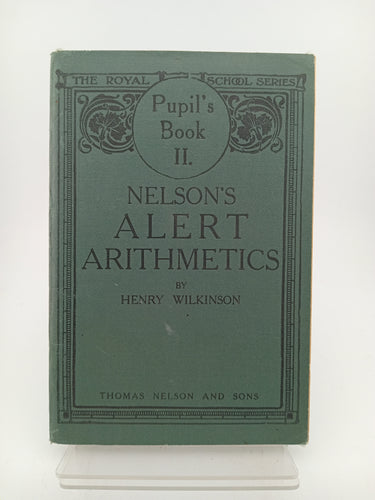 THE ROYAL SCHOOL SERIES
Pupil's
Book
II.
NELSON'S
ALERT
ARITHMETICS
BY
HENRY WILKINSON
THOMAS NELSON AND SONS